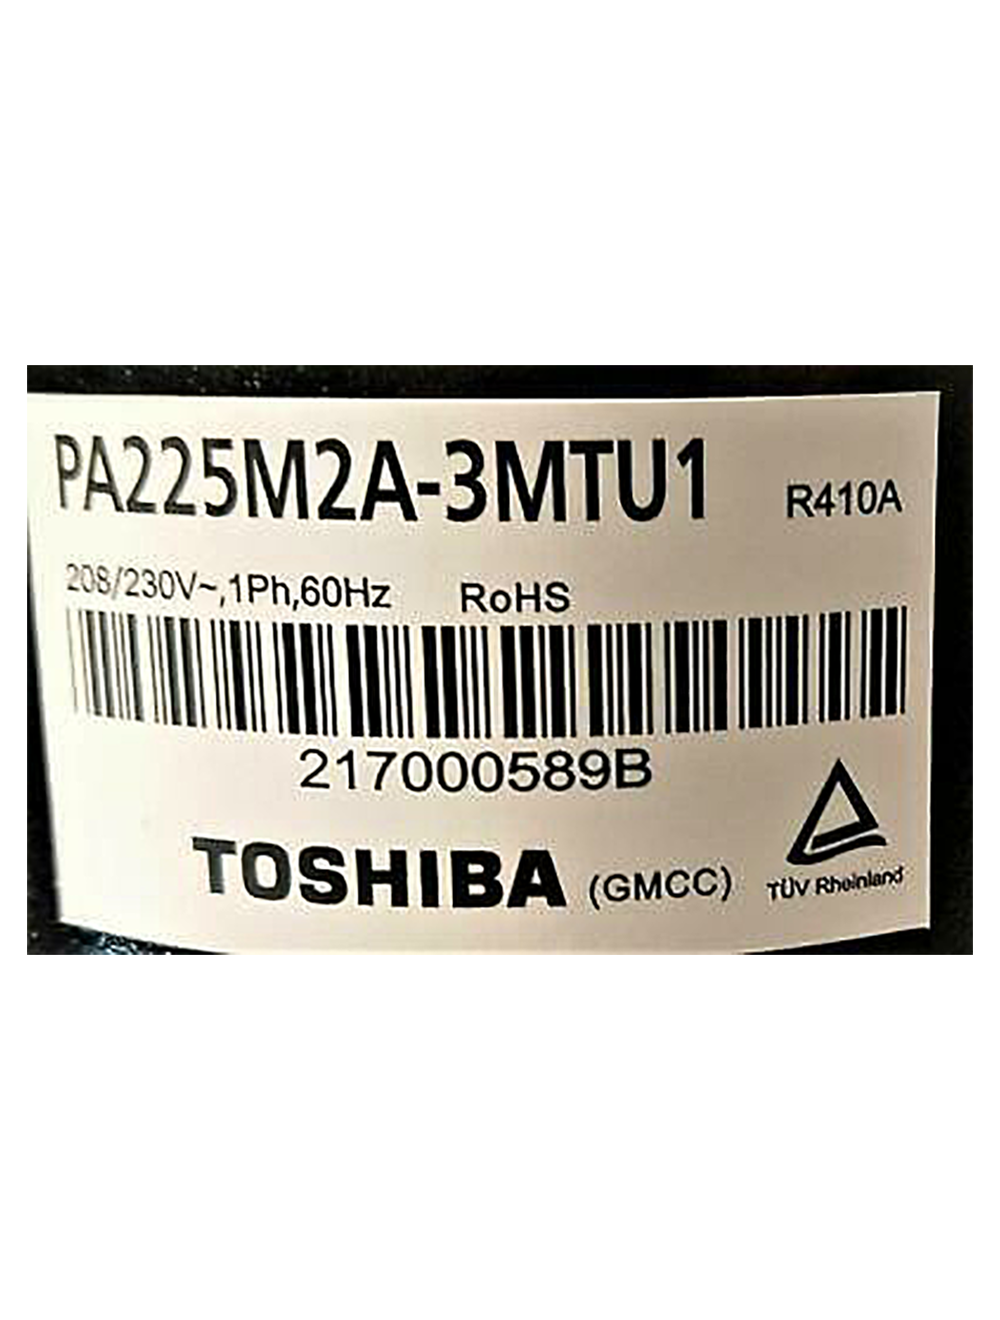 PA225M2A-3MTU1 R410A
208/230V~,1Ph,60Hz RoHS
217000589B
TOSHIBA (GMCC) TÜV Rheinland